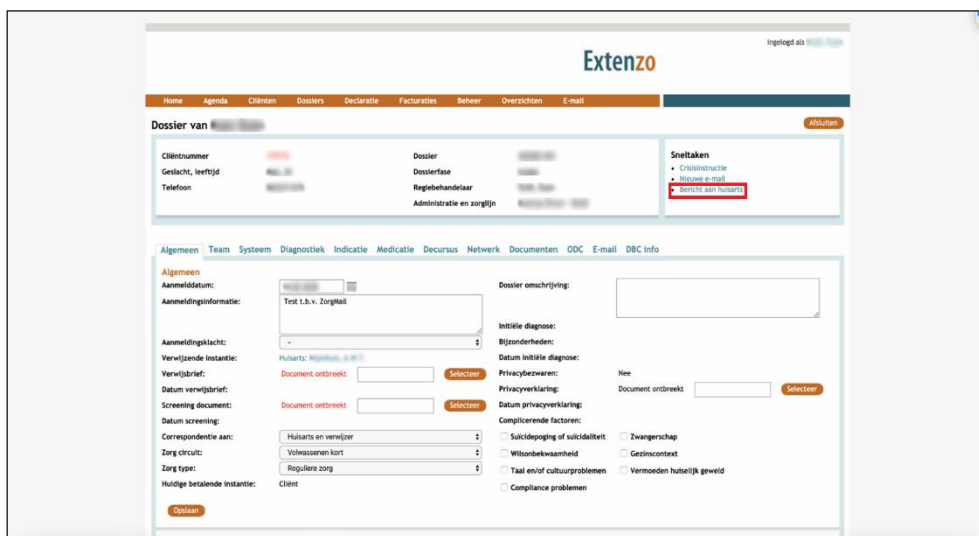 Ingelogd als
Extenzo
Home Agenda Cliënten Dossiers Declaratie Facturaties Beheer Overzichten E-mail
Dossier van
Afsluiten
Cliëntnummer
Geslacht, leeftijd
Telefoon
Dossier
Dossierfase
Regiebehandelaar
Administratie en zorglijn
Sneltaken
Crisisinstructie
Nieuwe e-mail
Bericht aan huisarts
Algemeen Team Systeem Diagnostiek Indicatie Medicatie Decursus Netwerk Documenten ODC E-mail DBC info
Algemeen
Aanmelddatum:
Aanmeldingsinformatie: Test t.b.v. ZorgMail
Aanmeldingsklacht: -
Verwijzende instantie: Huisarts:
Verwijsbrief: Document ontbreekt Selecteer
Datum verwijsbrief:
Screening document: Document ontbreekt Selecteer
Datum screening:
Correspondentie aan: Huisarts en verwijzer
Zorg circuit: Volwassenen kort
Zorg type: Reguliere zorg
Huidige betalende instantie: Cliënt
Opslaan
Dossier omschrijving:
Initiële diagnose:
Bijzonderheden:
Datum initiële diagnose:
Privacybezwaren: Nee
Privacyverklaring: Document ontbreekt Selecteer
Datum privacyverklaring:
Complicerende factoren:
Suïcidepoging of suïcidaliteit Zwangerschap
Wilsonbekwaamheid Gezinscontext
Taal en/of cultuurproblemen Vermoeden huiselijk geweld
Compliance problemen